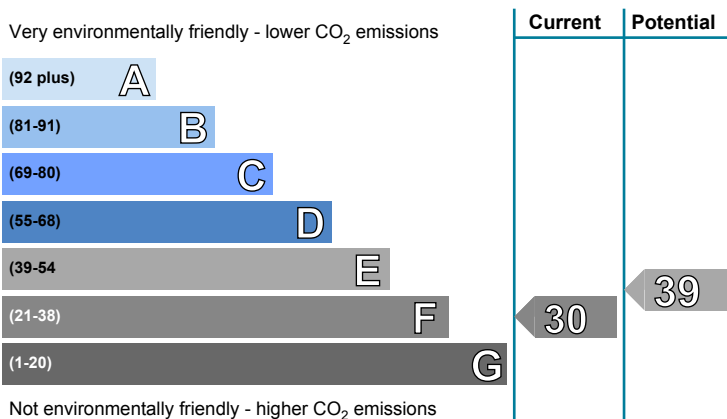 Very environmentally friendly - lower CO2 emissions
Current
Potential
(92 plus) A
(81-91) B
(69-80) C
(55-68) D
(39-54 E
(21-38) F
(1-20) G
30
39
Not environmentally friendly - higher CO2 emissions